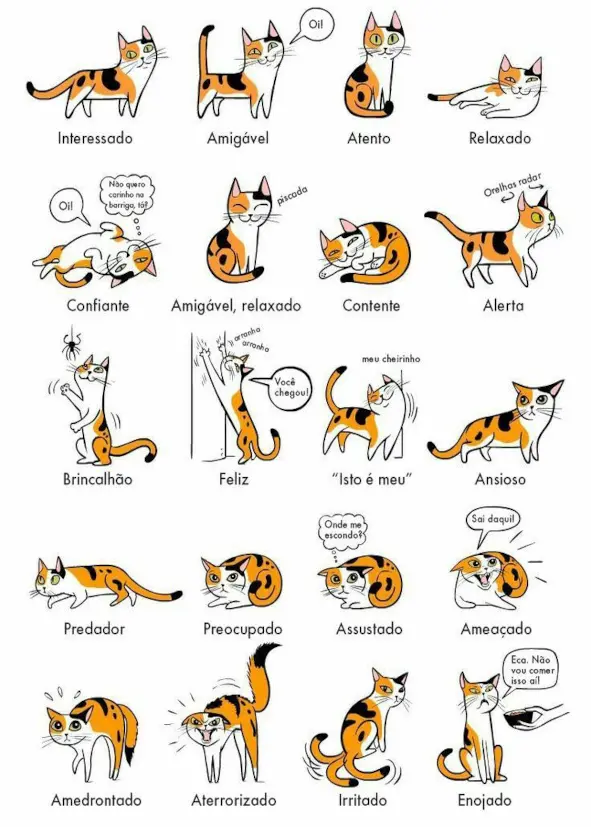 Oi!
Interessado
Amigável
Atento
Relaxado
Oi!
Não quero
carinho na
barriga, tá?
piscada
Orelhas radar
Confiante
Amigável, relaxado
Contente
Alerta
arranha
arranha
Você
chegou!
meu cheirinho
Brincalhão
Feliz
“Isto é meu”
Ansioso
Onde me
escondo?
Sai daqui!
Predador
Preocupado
Assustado
Ameaçado
Eca. Não
vou comer
isso aí!
Amedrontado
Aterrorizado
Irritado
Enojado